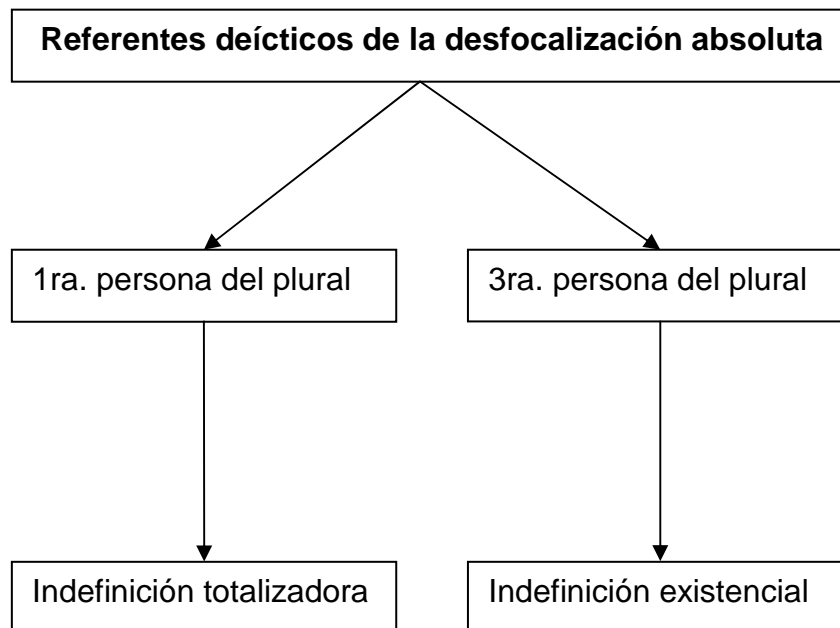 Referentes deícticos de la desfocalización absoluta
1ra. persona del plural
3ra. persona del plural
Indefinición totalizadora
Indefinición existencial